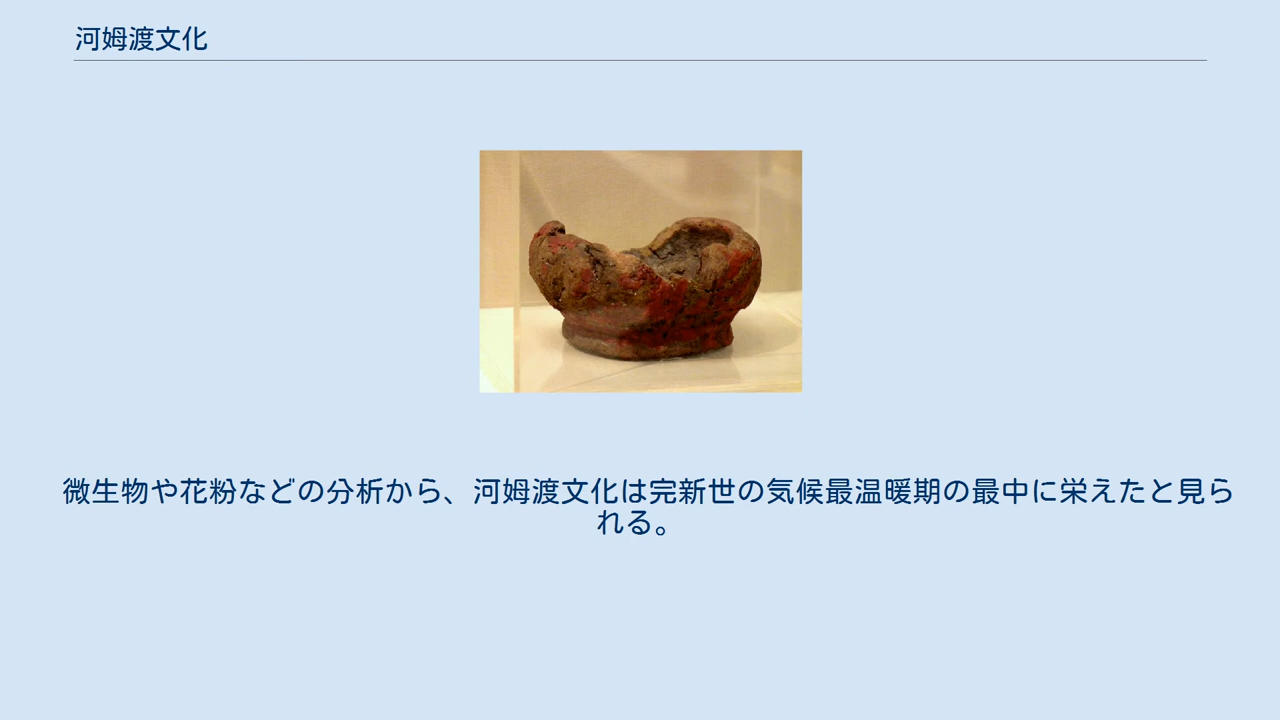 河姆渡文化
微生物や花粉などの分析から、河姆渡文化は完新世の気候最温暖期の最中に栄えたと見ら
れる。